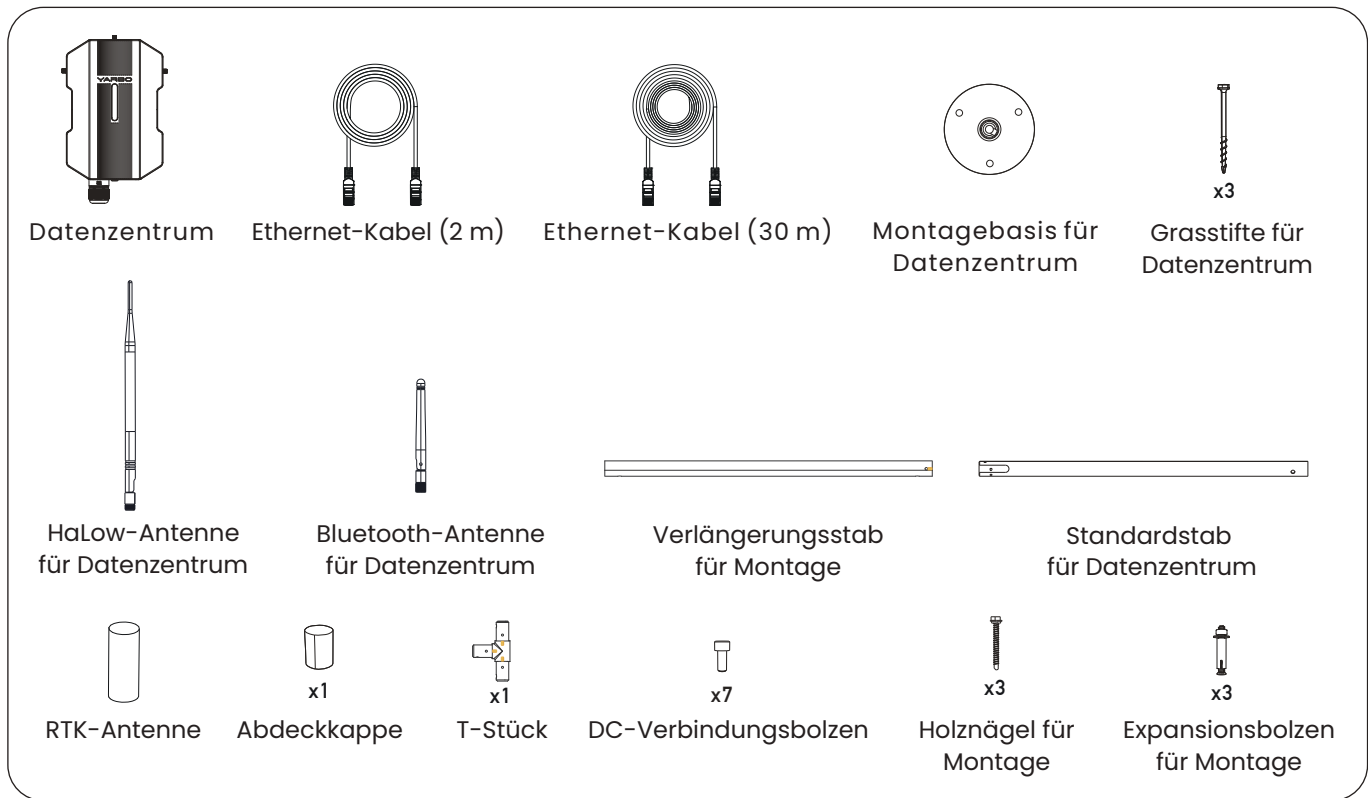 YARBO
Datenzentrum
Ethernet-Kabel (2 m)
Ethernet-Kabel (30 m)
Montagebasis für
Datenzentrum
x3
Grasstifte für
Datenzentrum
HaLow-Antenne
für Datenzentrum
Bluetooth-Antenne
für Datenzentrum
Verlängerungsstab
für Montage
Standardstab
für Datenzentrum
RTK-Antenne
x1
Abdeckkappe
x1
T-Stück
x7
DC-Verbindungsbolzen
x3
Holznägel für
Montage
x3
Expansionsbolzen
für Montage